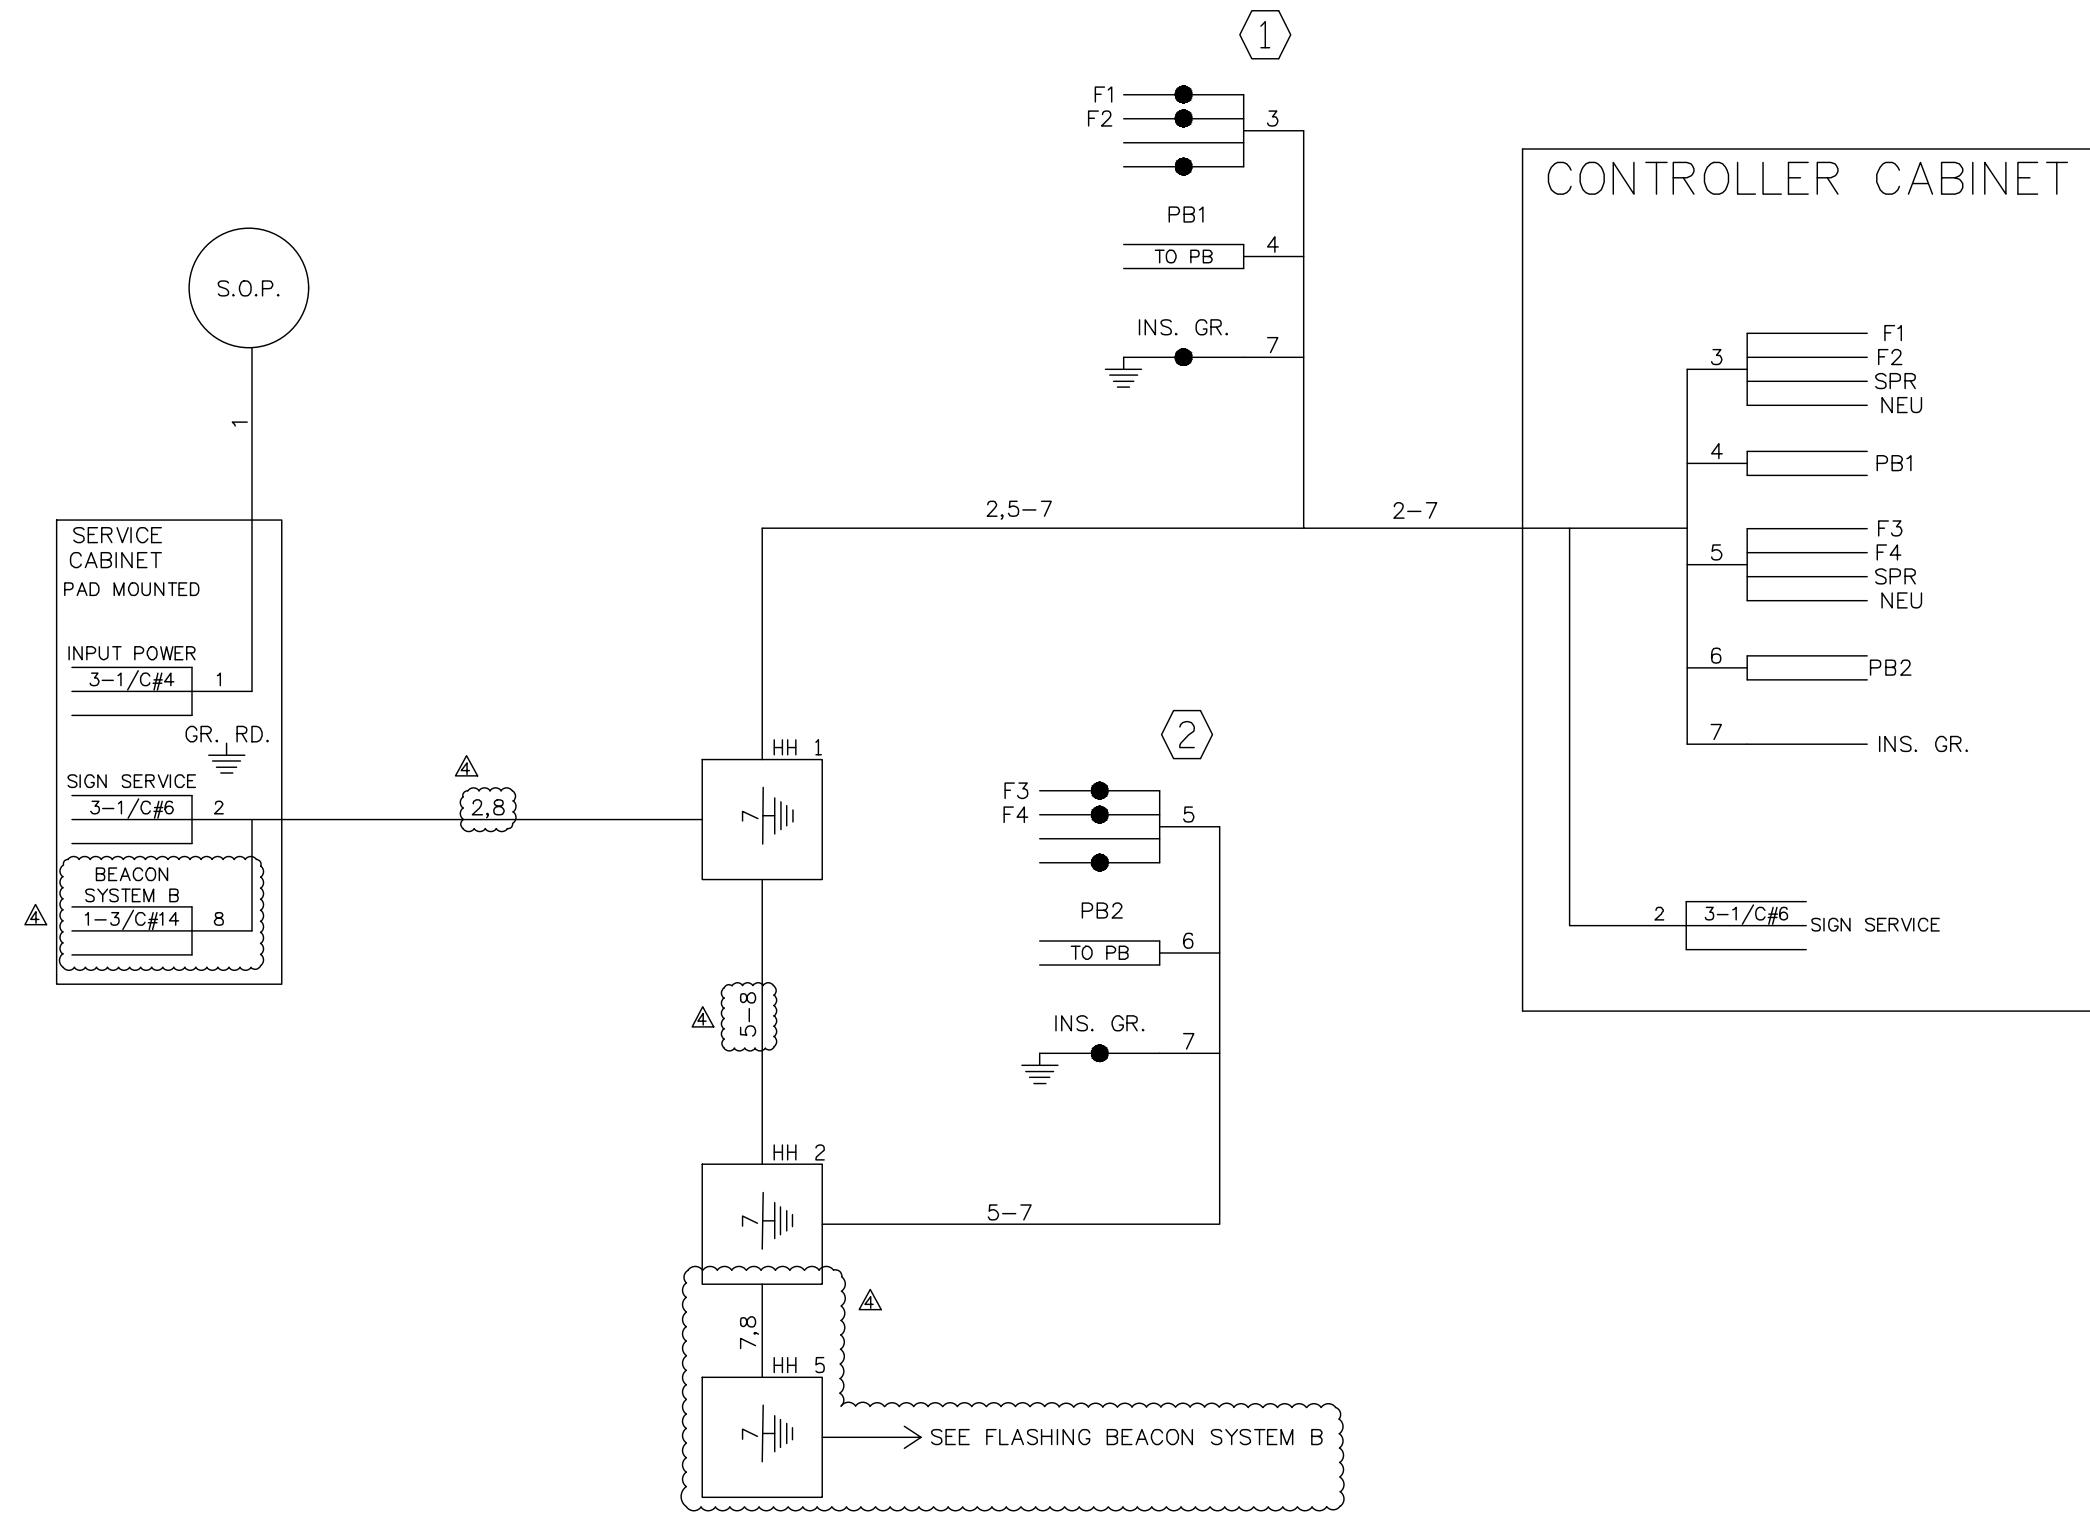 1
F1
F2
3
PB1
TO PB
4
INS. GR.
7
CONTROLLER CABINET
S.O.P.
1
3
F1
F2
SPR
NEU
4
PB1
5
F3
F4
SPR
NEU
6
PB2
7
INS. GR.
2
3-1/C#6
SIGN SERVICE
2,5-7
2-7
SERVICE
CABINET
PAD MOUNTED
INPUT POWER
3-1/C#4
1
GR. RD.
SIGN SERVICE
3-1/C#6
2
4
2,8
BEACON
SYSTEM B
1-3/C#14
8
4
HH 1
7
2
F3
F4
5
PB2
TO PB
6
INS. GR.
7
4
5-8
HH 2
7
5-7
4
7,8
HH 5
7
SEE FLASHING BEACON SYSTEM B